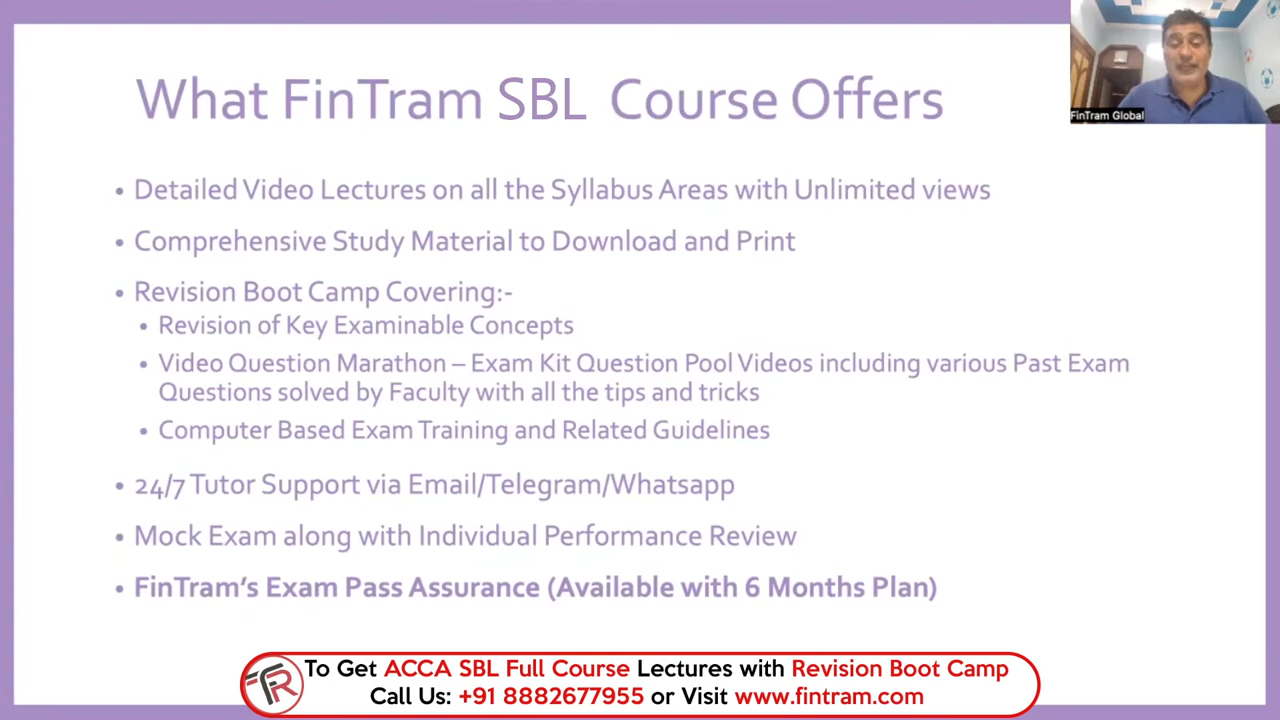 What FinTram SBL Course Offers
FinTram Global
• Detailed Video Lectures on all the Syllabus Areas with Unlimited views
• Comprehensive Study Material to Download and Print
• Revision Boot Camp Covering:-
• Revision of Key Examinable Concepts
• Video Question Marathon – Exam Kit Question Pool Videos including various Past Exam
Questions solved by Faculty with all the tips and tricks
• Computer Based Exam Training and Related Guidelines
• 24/7 Tutor Support via Email/Telegram/Whatsapp
• Mock Exam along with Individual Performance Review
• FinTram's Exam Pass Assurance (Available with 6 Months Plan)
To Get ACCA SBL Full Course Lectures with Revision Boot Camp
Call Us: +91 8882677955 or Visit www.fintram.com